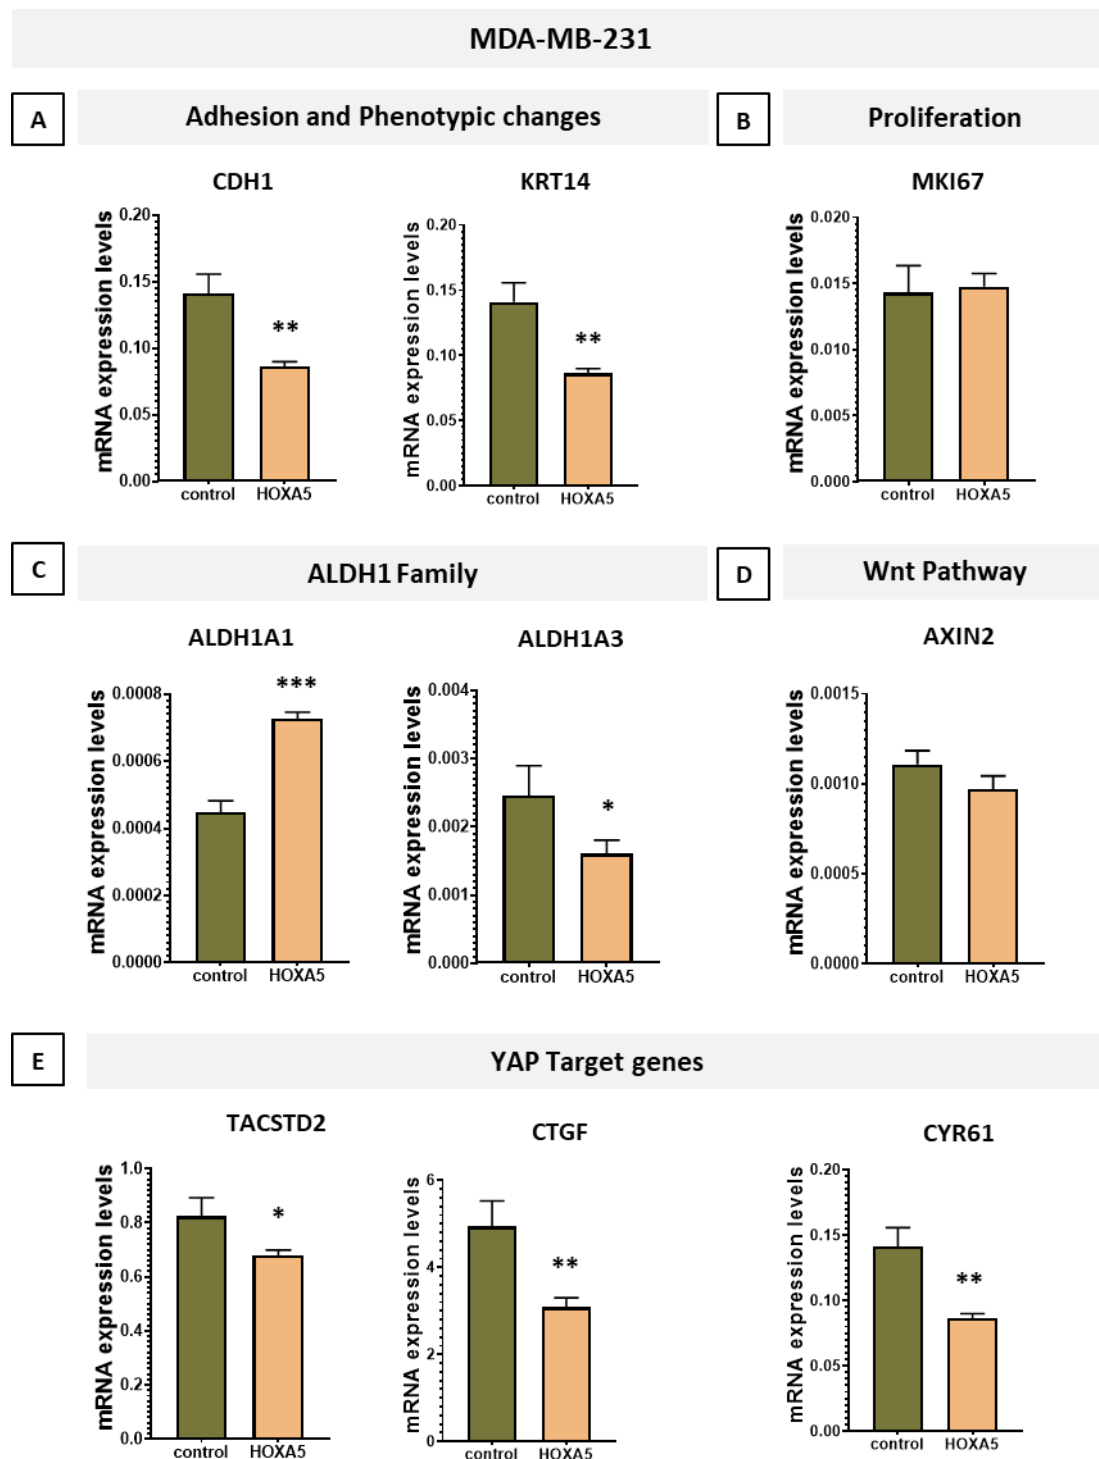 MDA-MB-231
A
Adhesion and Phenotypic changes
CDH1
mRNA expression levels
0.20
0.15
0.10
0.05
0.00
**
control HOXA5
KRT14
mRNA expression levels
0.20
0.15
0.10
0.05
0.00
**
control HOXA5
B
Proliferation
MKI67
mRNA expression levels
0.020
0.015
0.010
0.005
0.000
control HOXA5
C
ALDH1 Family
ALDH1A1
mRNA expression levels
0.0008
0.0006
0.0004
0.0002
0.0000
***
control HOXA5
ALDH1A3
mRNA expression levels
0.004
0.003
0.002
0.001
0.000
*
control HOXA5
D
Wnt Pathway
AXIN2
mRNA expression levels
0.0015
0.0010
0.0005
0.0000
control HOXA5
E
YAP Target genes
TACSTD2
mRNA expression levels
1.0
0.8
0.6
0.4
0.2
0.0
*
control HOXA5
CTGF
mRNA expression levels
6
4
2
0
**
control HOXA5
CYR61
mRNA expression levels
0.20
0.15
0.10
0.05
0.00
**
control HOXA5